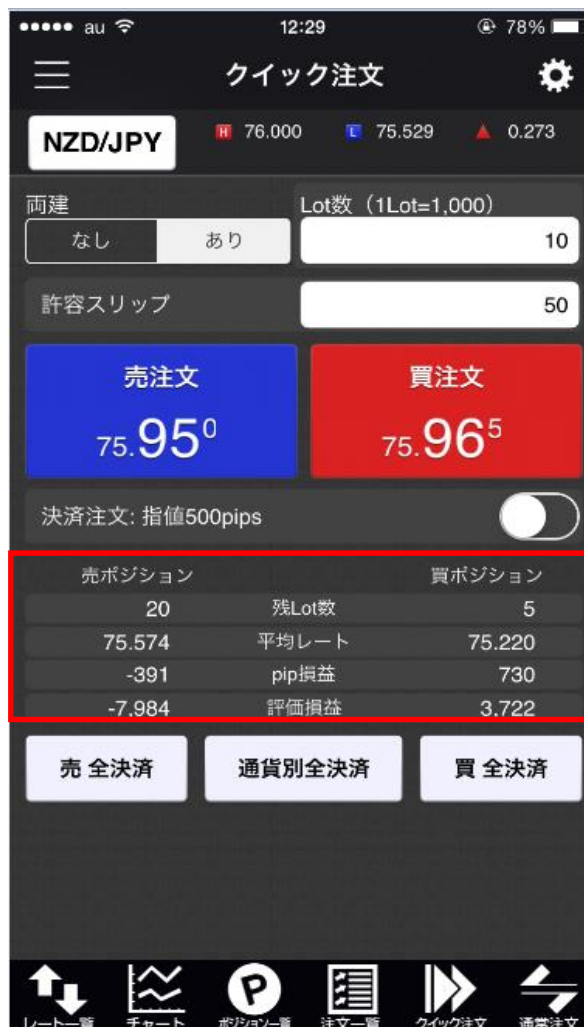 au 12:29 78%
クイック注文
NZD/JPY H 76.000 L 75.529 ▲ 0.273
両建 Lot数（1Lot=1,000）
なし あり 10
許容スリップ 50
売注文 買注文
75.950 75.965
決済注文: 指値500pips
売ポジション 買ポジション
20 残Lot数 5
75.574 平均レート 75.220
-391 pip損益 730
-7,984 評価損益 3,722
売 全決済 通貨別全決済 買 全決済
P
レート一覧 チャート ポジション一覧 注文一覧 クイック注文 通常注文